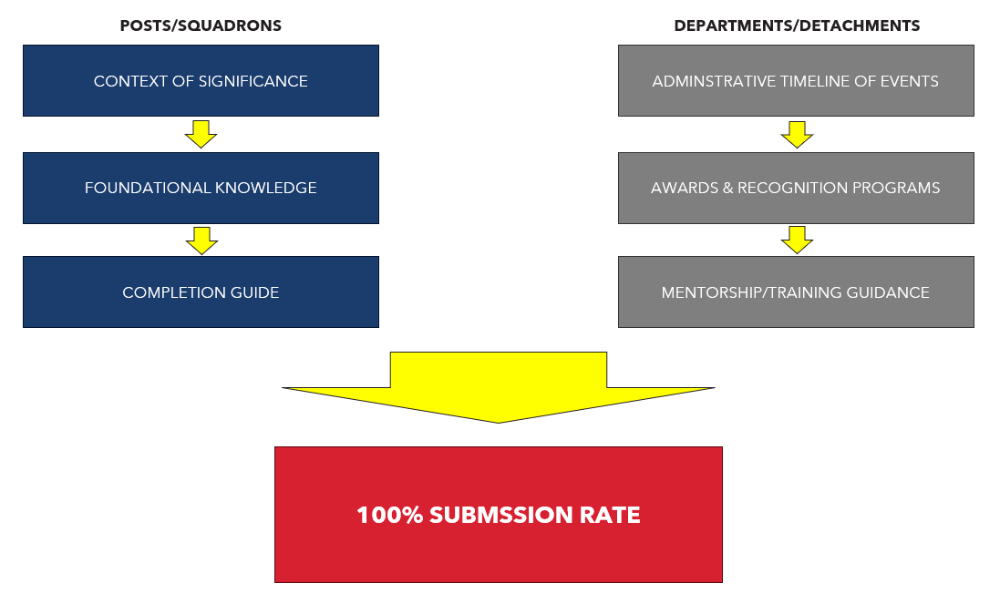 POSTS/SQUADRONS
CONTEXT OF SIGNIFICANCE
FOUNDATIONAL KNOWLEDGE
COMPLETION GUIDE
DEPARTMENTS/DETACHMENTS
ADMINSTRATIVE TIMELINE OF EVENTS
AWARDS & RECOGNITION PROGRAMS
MENTORSHIP/TRAINING GUIDANCE
100% SUBMSSION RATE